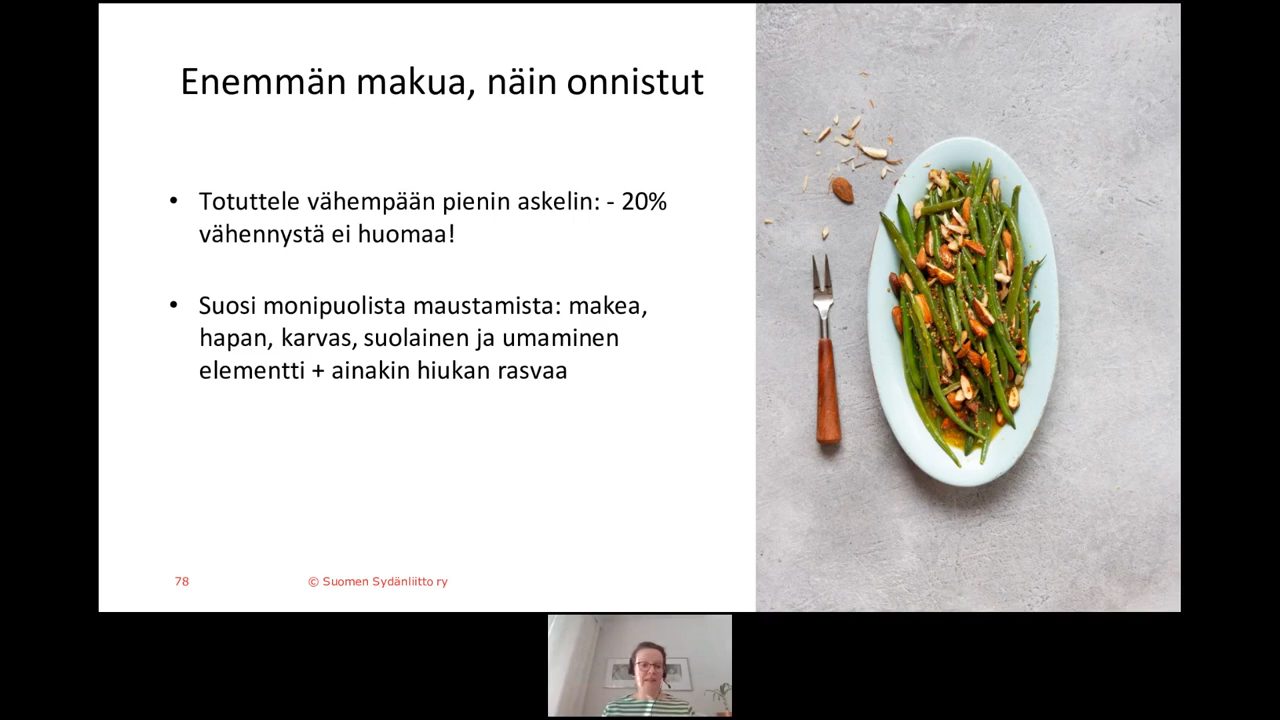 Enemmän makua, näin onnistut
• Totuttele vähempään pienin askelin: - 20%
vähennystä ei huomaa!
• Suosi monipuolista maustamista: makea,
hapan, karvas, suolainen ja umaminen
elementti + ainakin hiukan rasvaa
78
© Suomen Sydänliitto ry